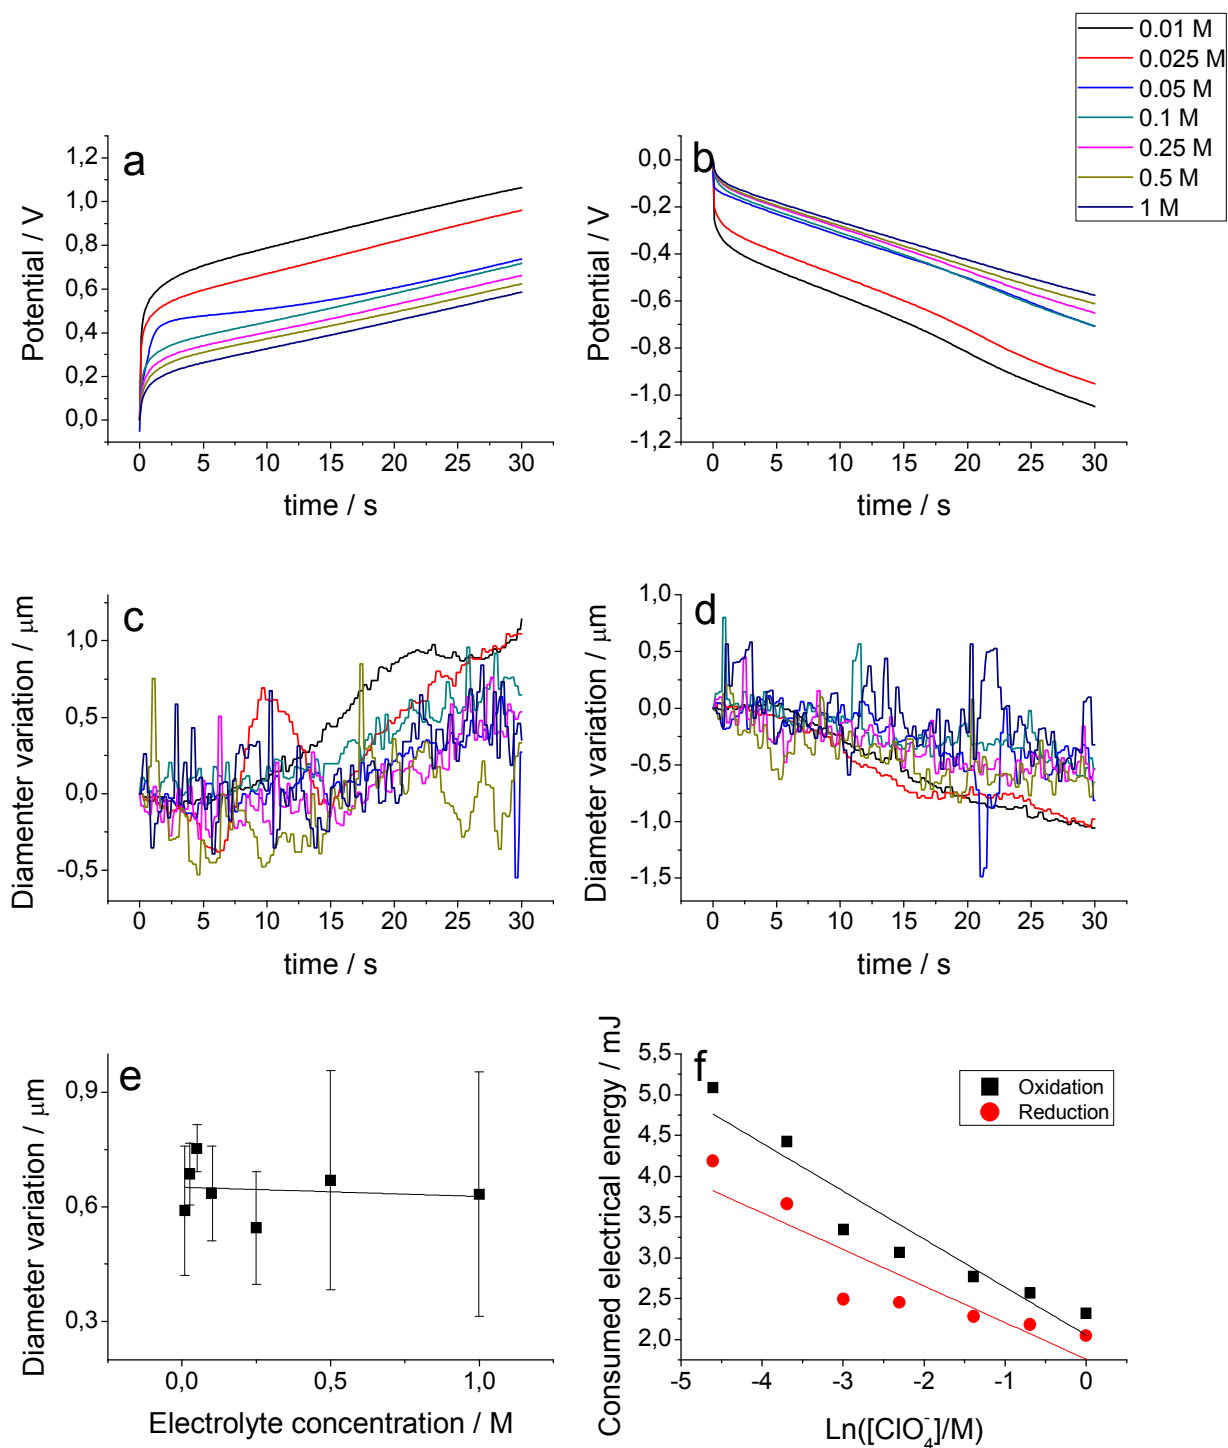 0.01 M
0.025 M
0.05 M
0.1 M
0.25 M
0.5 M
1 M
a
1,2
1,0
0,8
0,6
0,4
0,2
0,0
Potential / V
0 5 10 15 20 25 30
time / s
b
0,0
-0,2
-0,4
-0,6
-0,8
-1,0
-1,2
Potential / V
0 5 10 15 20 25 30
time / s
c
1,0
0,5
0,0
-0,5
Diamenter variation / μm
0 5 10 15 20 25 30
time / s
d
1,0
0,5
0,0
-0,5
-1,0
-1,5
Diameter variation / μm
0 5 10 15 20 25 30
time / s
e
0,9
0,6
0,3
Diameter variation / μm
0,0 0,5 1,0
Electrolyte concentration / M
f
5,5
5,0
4,5
4,0
3,5
3,0
2,5
2,0
Consumed electrical energy / mJ
Oxidation
Reduction
-5 -4 -3 -2 -1 0
Ln([ClO₄⁻]/M)